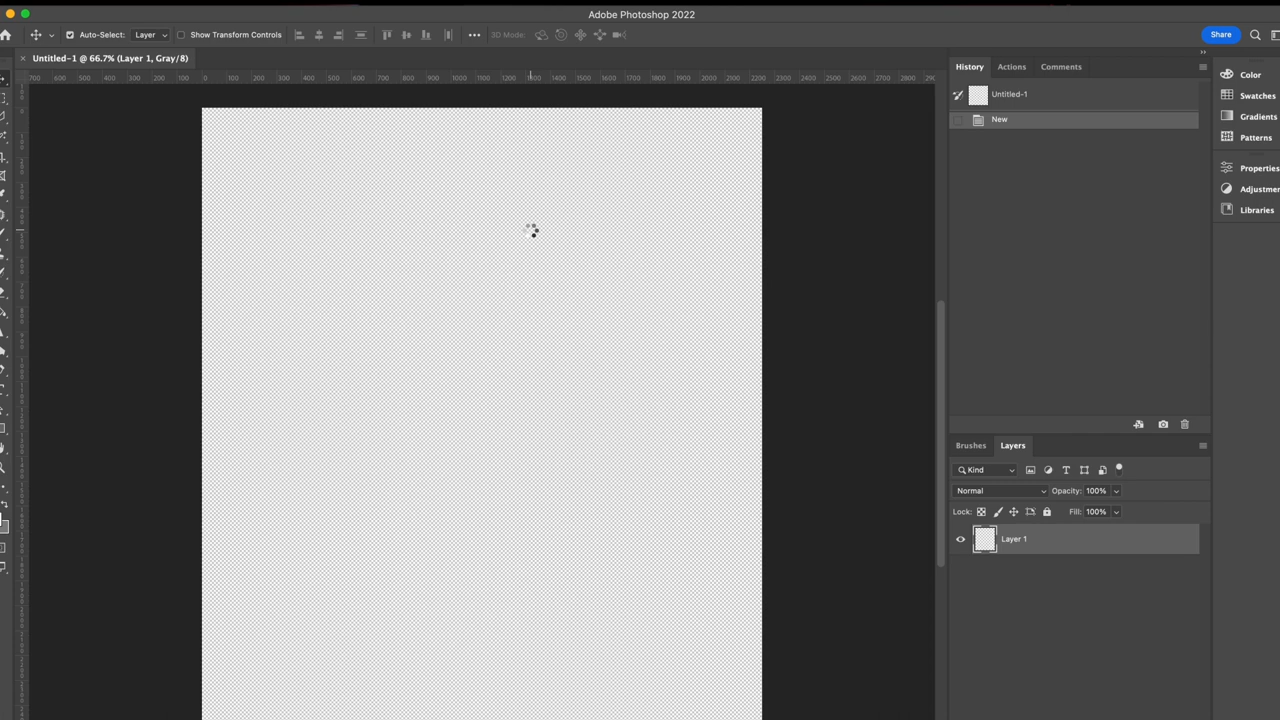 Adobe Photoshop 2022
Auto-Select: Layer Show Transform Controls 3D Mode: Share
Untitled-1 @ 66.7% (Layer 1, Gray/8)
700 600 500 400 300 200 100 0 100 200 300 400 500 600 700 800 900 1000 1100 1200 1300 1400 1500 1600 1700 1800 1900 2000 2100 2200 2300 2400 2500 2600 2700 2800
History Actions Comments
Untitled-1
New
Color
Swatches
Gradients
Patterns
Properties
Adjustmer
Libraries
Brushes Layers
Kind
Normal Opacity: 100%
Lock: Fill: 100%
Layer 1